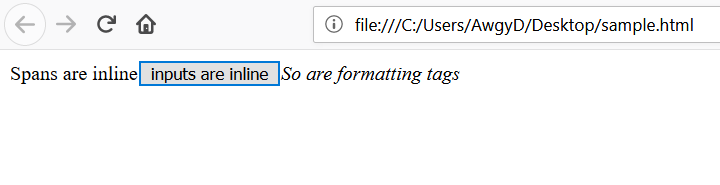 file:///C:/Users/AwgyD/Desktop/sample.html
Spans are inline inputs are inline So are formatting tags